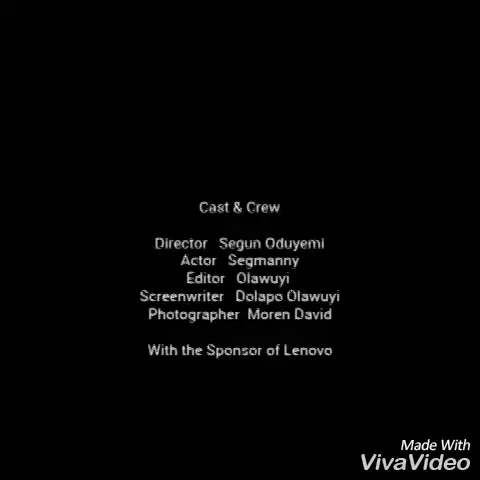 Cast & Crew
Director Segun Oduyemi
Actor Segmanny
Editor Olawuyi
Screenwriter Dolapo Olawuyi
Photographer Moren David
With the Sponsor of Lenovo
Made With
VivaVideo